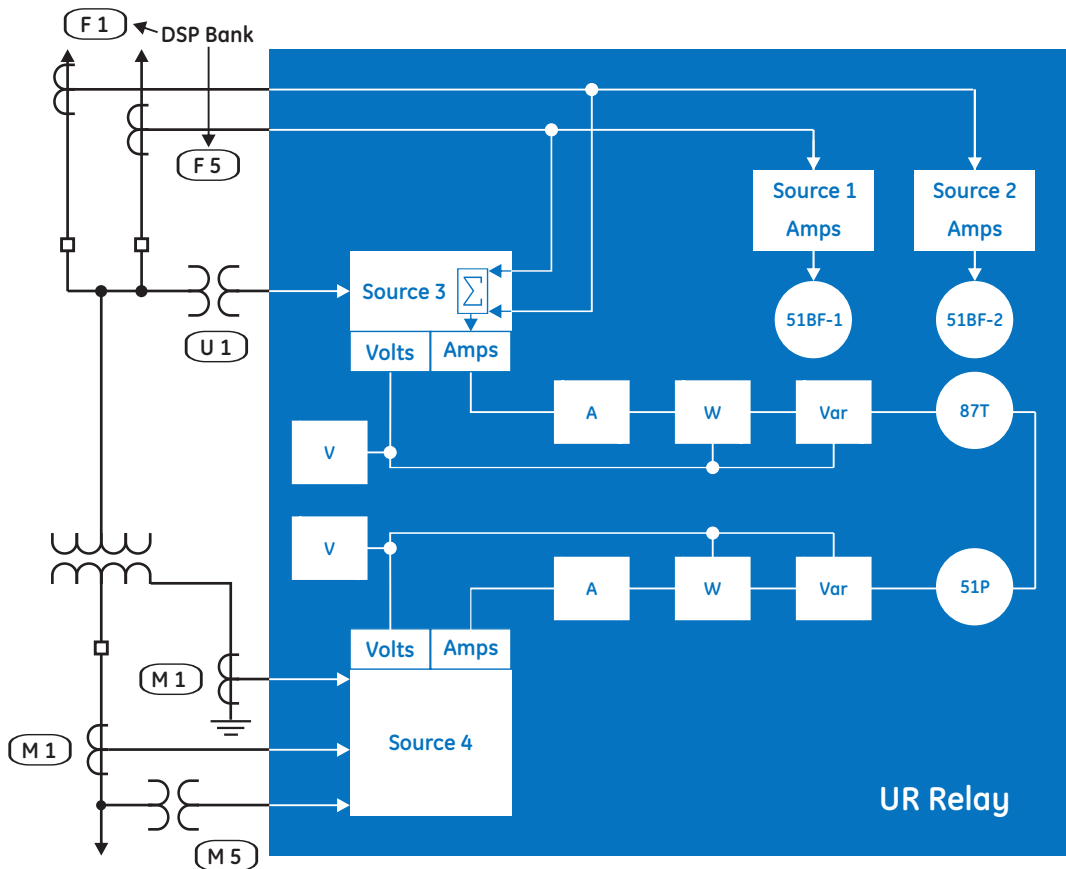 F 1
DSP Bank
F 5
Source 1
Amps
Source 2
Amps
Source 3
Σ
U 1
Volts
Amps
51BF-1
51BF-2
A
W
Var
87T
V
V
A
W
Var
51P
Volts
Amps
M 1
Source 4
M 1
UR Relay
M 5